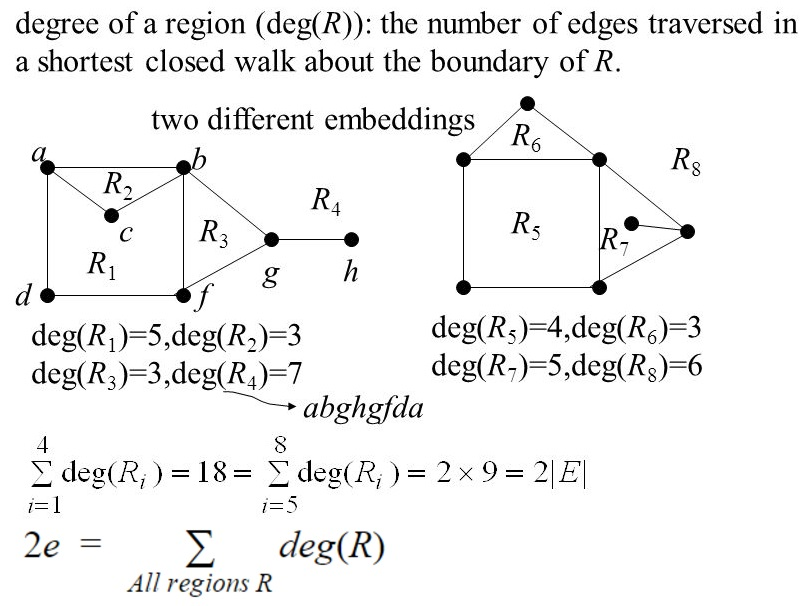 degree of a region (deg(R)): the number of edges traversed in
a shortest closed walk about the boundary of R.
two different embeddings
a
b
R₂
c
R₁
d
f
R₃
g
R₄
h
R₆
R₈
R₅
R₇
deg(R₁)=5,deg(R₂)=3
deg(R₃)=3,deg(R₄)=7
abghgfda
deg(R₅)=4,deg(R₆)=3
deg(R₇)=5,deg(R₈)=6
4
8
Σ deg(Rᵢ) = 18 = Σ deg(Rᵢ) = 2 × 9 = 2|E|
i=1
i=5
2e = Σ deg(R)
All regions R